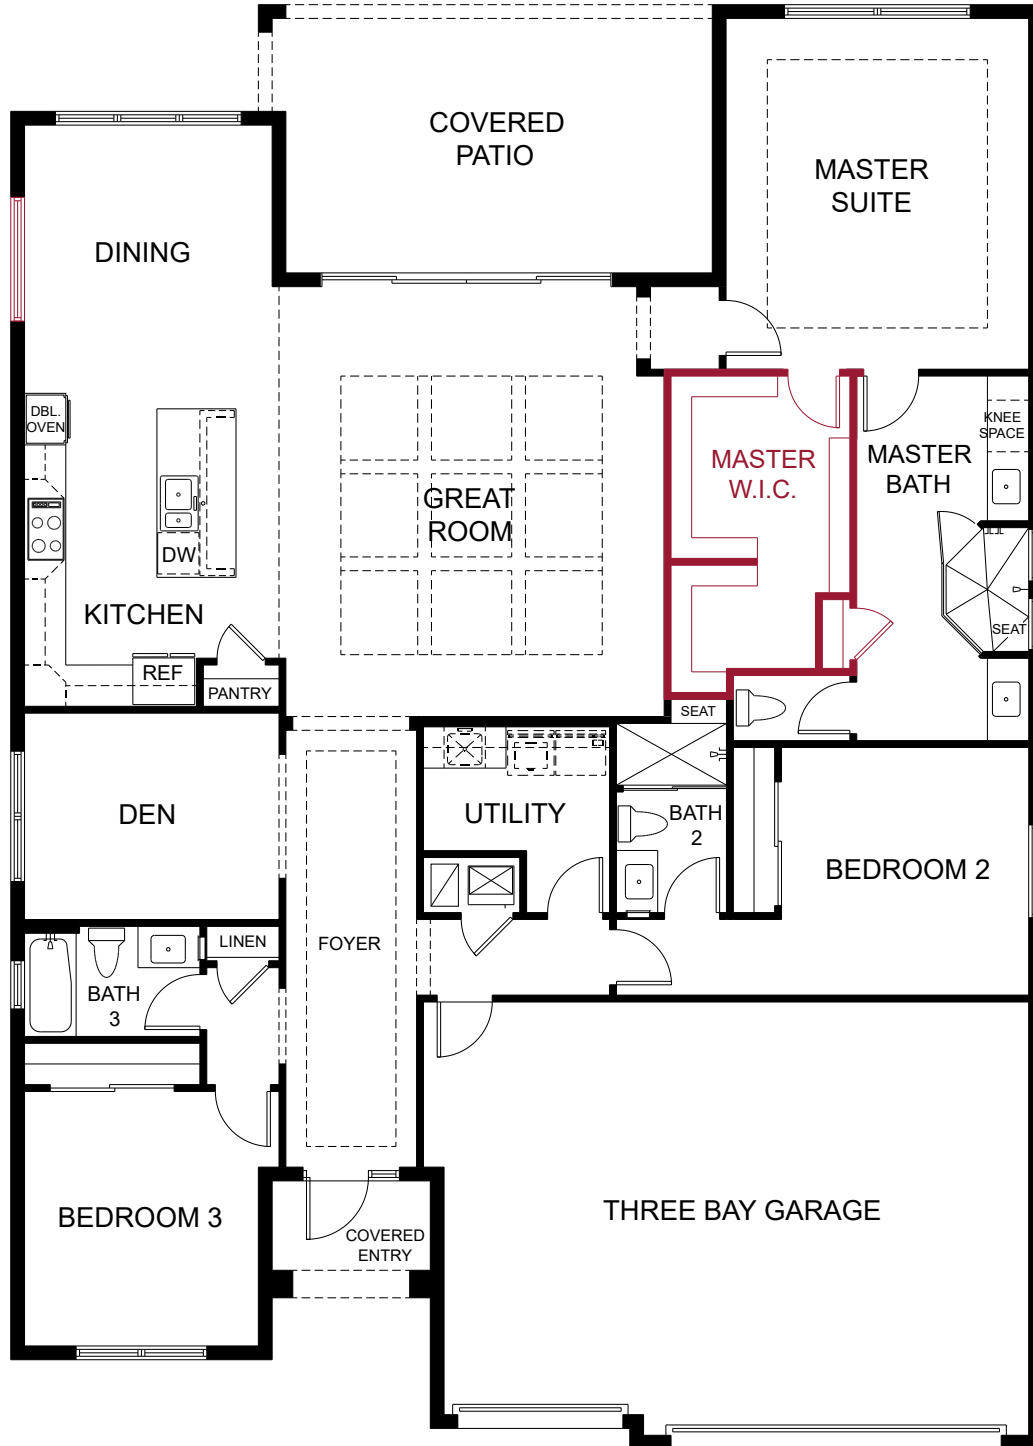 COVERED
PATIO
MASTER
SUITE
DINING
DBL.
OVEN
KNEE
SPACE
MASTER
W.I.C.
MASTER
BATH
GREAT
ROOM
DW
KITCHEN
SEAT
REF
PANTRY
SEAT
DEN
UTILITY
BATH
2
BEDROOM 2
FOYER
LINEN
BATH
3
BEDROOM 3
COVERED
ENTRY
THREE BAY GARAGE